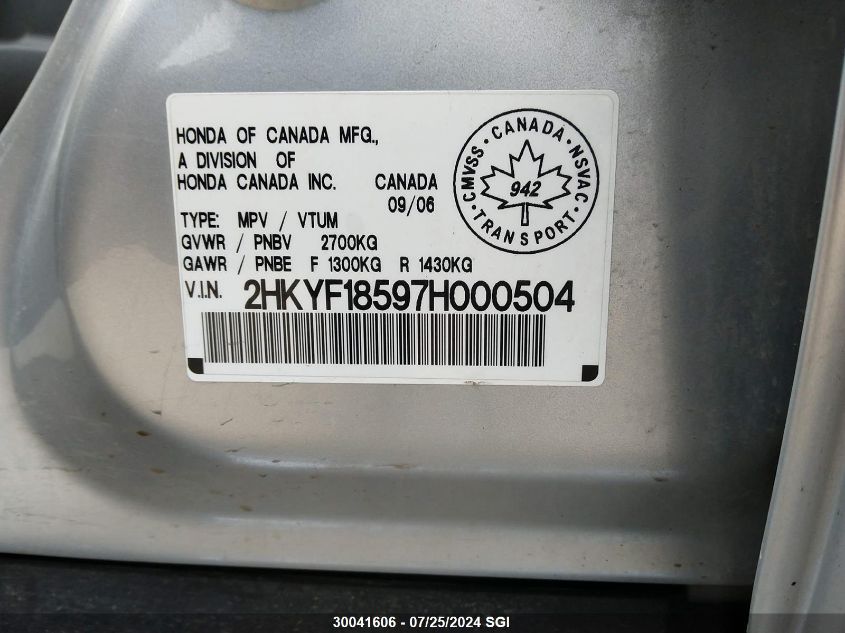 HONDA OF CANADA MFG.,
A DIVISION OF
HONDA CANADA INC. CANADA
09/06
TYPE: MPV / VTUM
GVWR / PNBV 2700KG
GAWR / PNBE F 1300KG R 1430KG
V.I.N. 2HKYF18597H000504
CMVSS • CANADA • NSVAC • TRANSPORT •
942
30041606 - 07/25/2024 SGI